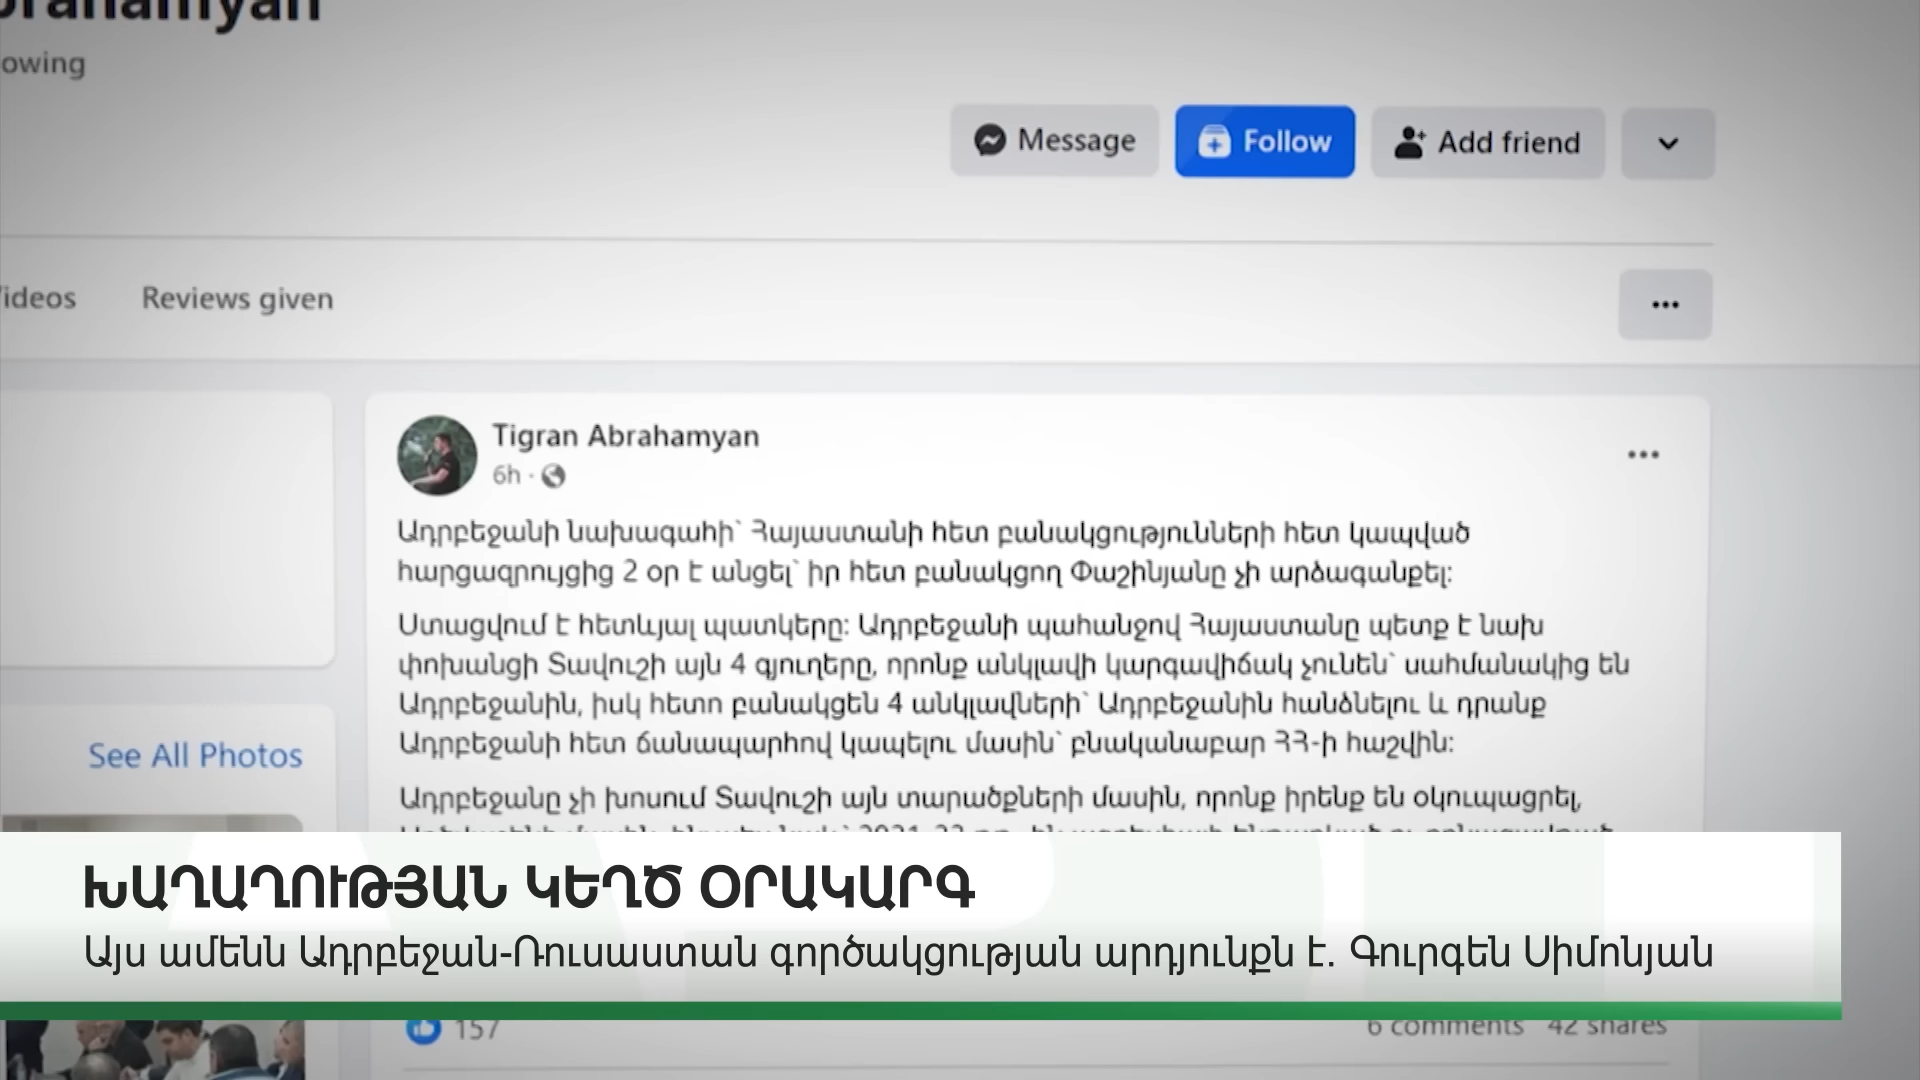 owing
Message
Follow
Add friend
Reviews given
Tigran Abrahamyan
6h ·
Ադրբեջանի նախագահի՝ Հայաստանի հետ բանակցությունների հետ կապված
հարցազրույցից 2 օր է անցել՝ իր հետ բանակցող Փաշինյանը չի արձագանքել:
Ստացվում է հետևյալ պատկերը: Ադրբեջանի պահանջով Հայաստանը պետք է նախ
փոխանցի Տավուշի այն 4 գյուղերը, որոնք անկլավի կարգավիճակ չունեն՝ սահմանակից են
Ադրբեջանին, իսկ հետո բանակցեն 4 անկլավների՝ Ադրբեջանին հանձնելու և դրանք
Ադրբեջանի հետ ճանապարհով կապելու մասին՝ բնականաբար ՀՀ-ի հաշվին:
See All Photos
Ադրբեջանը չի խոսում Տավուշի այն տարածքների մասին, որոնք իրենք են օկուպացրել,
ԽԱՂԱՂՈՒԹՅԱՆ ԿԵՂԾ ՕՐԱԿԱՐԳ
Այս ամենն Ադրբեջան-Ռուսաստան գործակցության արդյունքն է. Գուրգեն Սիմոնյան
157
6 comments 42 shares